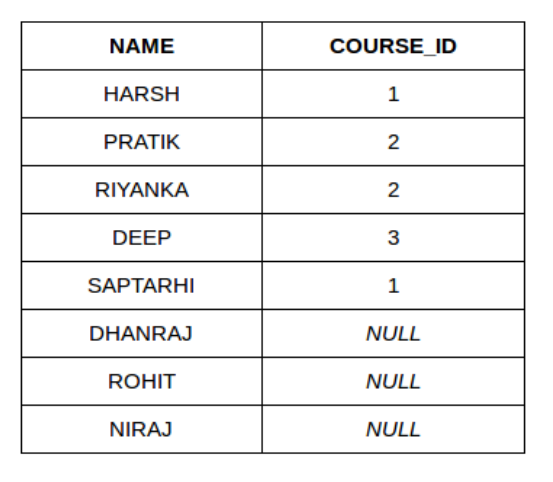 NAME COURSE_ID
HARSH 1
PRATIK 2
RIYANKA 2
DEEP 3
SAPTARHI 1
DHANRAJ NULL
ROHIT NULL
NIRAJ NULL